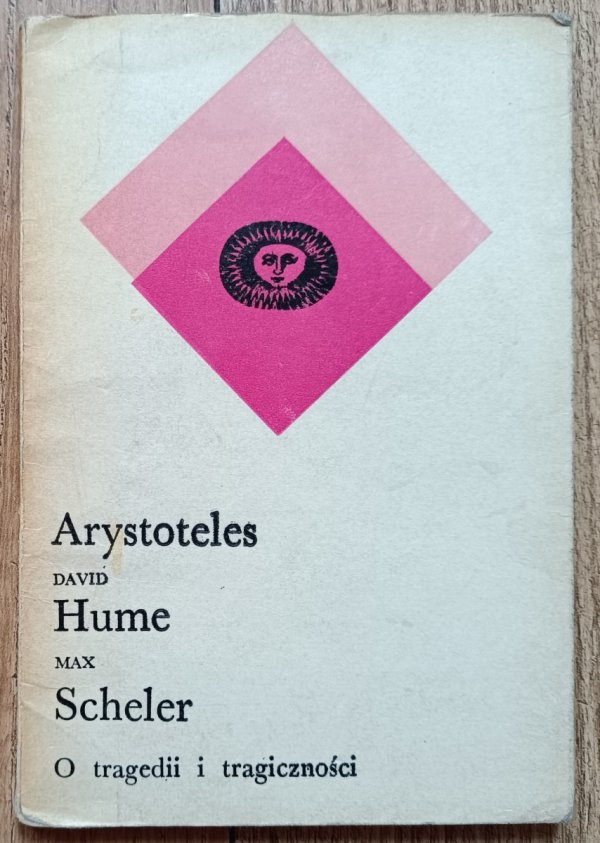 Arystoteles
DAVID
Hume
MAX
Scheler
O tragedii i tragiczności